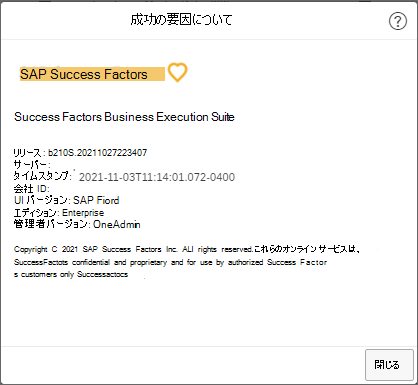 成功の要因について
?
SAP Success Factors
Success Factors Business Execution Suite
リリース: b210S.20211027223407
サーバー:
タイムスタンプ: 2021-11-03T11:14:01.072-0400
会社 ID:
UI バージョン: SAP Fiord
エディション: Enterprise
管理者バージョン: OneAdmin
Copyright C 2021 SAP Success Factors Inc. ALI rights reserved.これらのオンラインサービスは、
SuccessFactots confidential and proprietary and for use by authorized Success Factor
s customers only Successactocs
閉じる